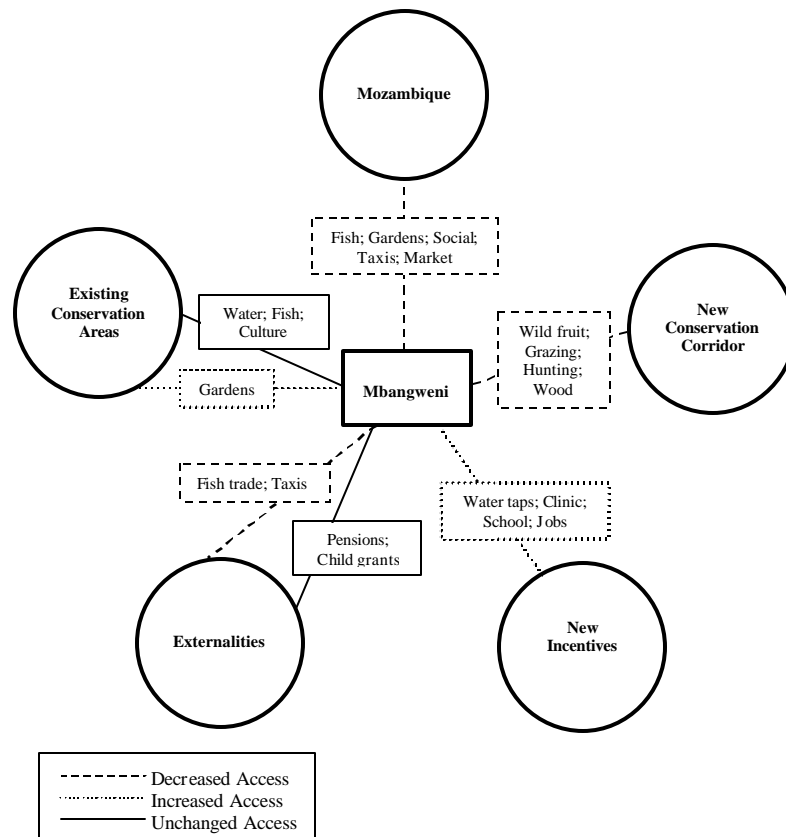 Mozambique
Fish; Gardens; Social;
Taxis; Market
Existing
Conservation
Areas
Water; Fish;
Culture
New
Conservation
Corridor
Wild fruit;
Grazing;
Hunting;
Wood
Gardens
Mbangweni
Fish trade; Taxis
Water taps; Clinic;
School; Jobs
Pensions;
Child grants
Externalities
New
Incentives
Decreased Access
Increased Access
Unchanged Access